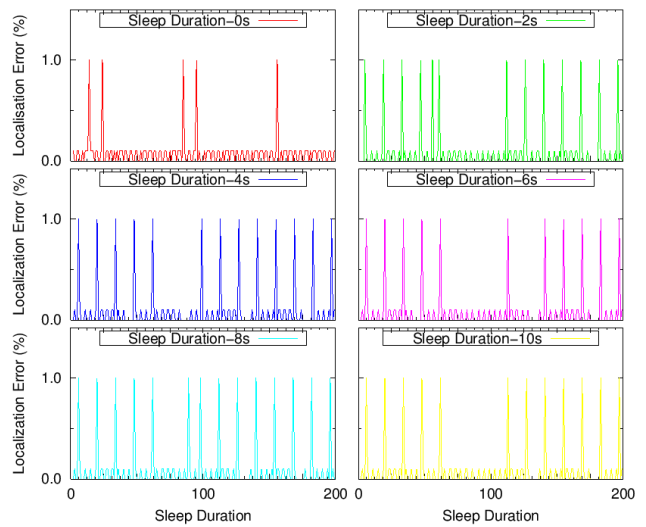 Sleep Duration-0s
Sleep Duration-2s
Localisation Error (%)
1.0
0.0
Sleep Duration-4s
Sleep Duration-6s
Localization Error (%)
1.0
0.0
Sleep Duration-8s
Sleep Duration-10s
Localization Error (%)
1.0
0.0
0
100
200
0
100
200
Sleep Duration
Sleep Duration